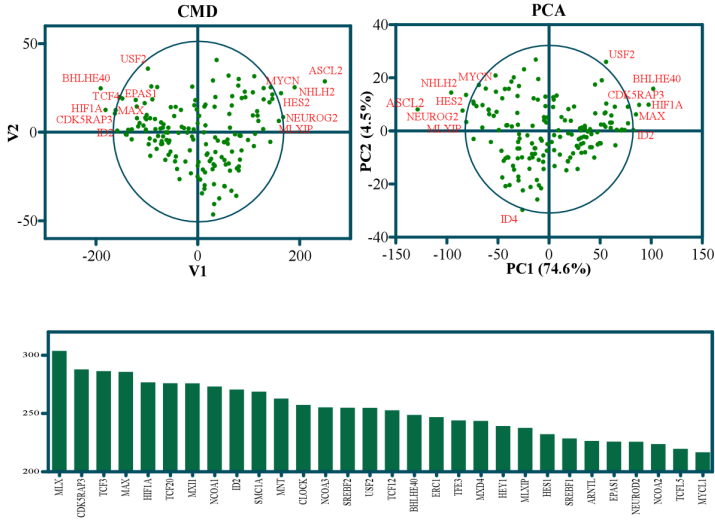 CMD
50
0
-50
-200
0
200
V2
V1
USF2
BHLHE40
TCF4
EPAS1
HIF1A
MAX
CDK5RAP3
ID2
ASCL2
MYCN
NHLH2
HES2
NEUROG2
MLXIP
PCA
40
20
0
-20
-40
-150
-100
-50
0
50
100
150
PC2 (4.5%)
PC1 (74.6%)
USF2
MYCN
NHLH2
HES2
ASCL2
NEUROG2
MLXIP
BHLHE40
CDK5RAP3
HIF1A
MAX
ID2
ID4
300
250
200
MLX
CDK5RAP3
TCF3
MAX
HIF1A
TCF20
MXI1
NCOA1
ID2
SMC1A
MNT
CLOCK
NCOA3
SREBF2
USF2
TCF12
BHLHE40
ERC1
TFE3
MXD4
HEY1
MLXIP
HES1
SREBF1
ARNTL
EPAS1
NEUROD2
NCOA2
TCFL5
MYCL1